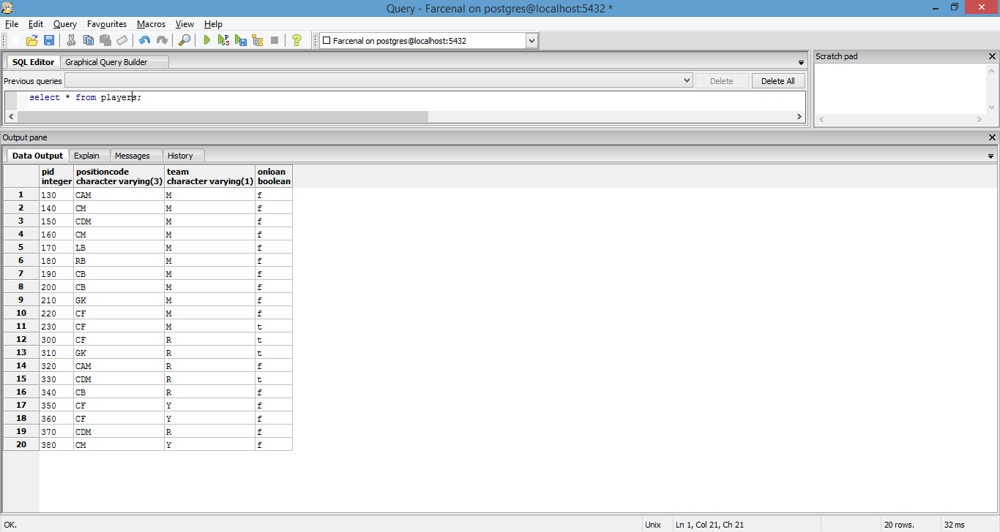 Query - Farcenal on postgres@localhost:5432 *
File Edit Query Favourites Macros View Help
Farcenal on postgres@localhost:5432
SQL Editor Graphical Query Builder
Scratch pad
Previous queries Delete Delete All
select * from players;
Output pane
Data Output Explain Messages History
pid positioncode team onloan
integer character varying(3) character varying(1) boolean
1 130 CAM M f
2 140 CM M f
3 150 CDM M f
4 160 CM M f
5 170 LB M f
6 180 RB M f
7 190 CB M f
8 200 CB M f
9 210 GK M f
10 220 CF M f
11 230 CF M t
12 300 CF R t
13 310 GK R t
14 320 CAM R f
15 330 CDM R t
16 340 CB R f
17 350 CF Y f
18 360 CF Y f
19 370 CDM R f
20 380 CM Y f
OK. Unix Ln 1, Col 21, Ch 21 20 rows. 32 ms